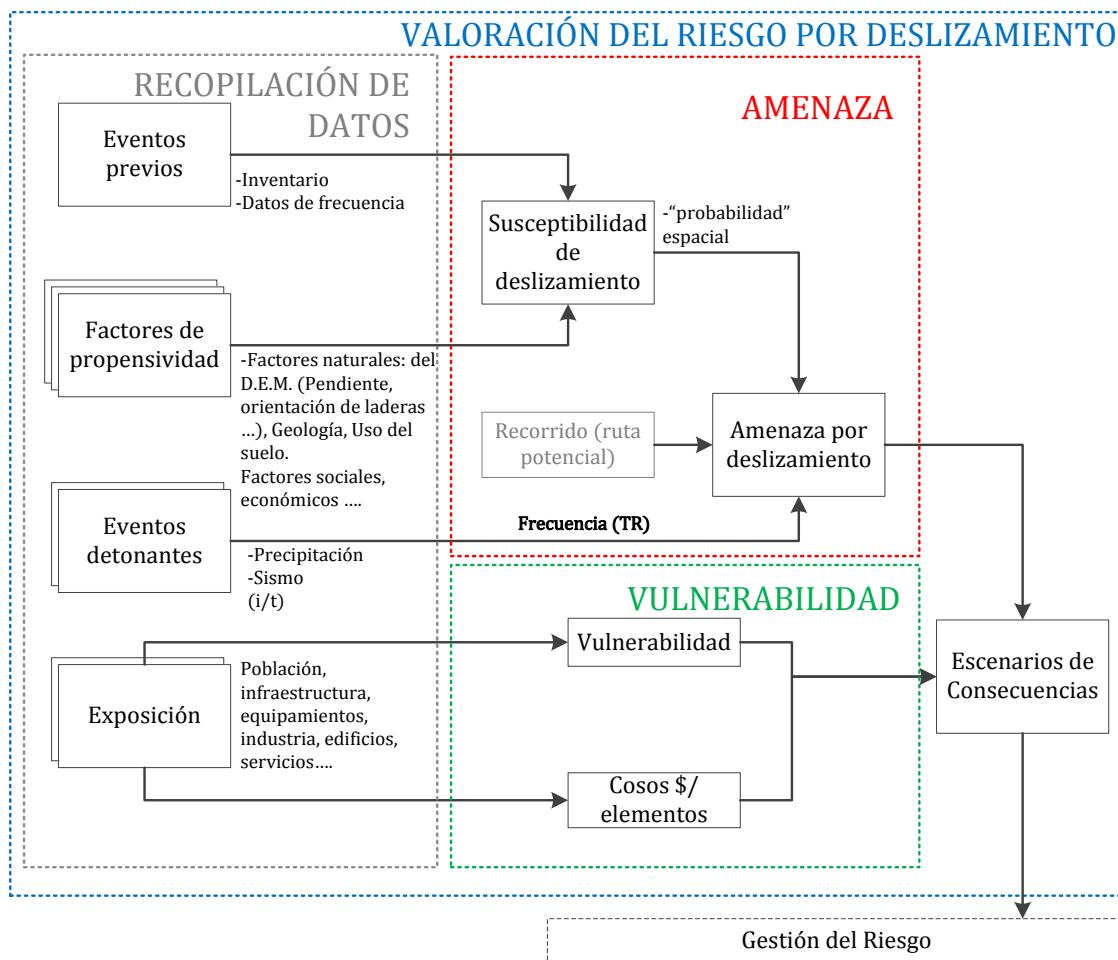 VALORACIÓN DEL RIESGO POR DESLIZAMIENTO
RECOPILACIÓN DE
DATOS
Eventos
previos
-Inventario
-Datos de frecuencia
Factores de
propensividad
-Factores naturales: del
D.E.M. (Pendiente,
orientación de laderas
...), Geología, Uso del
suelo.
Factores sociales,
económicos ....
Eventos
detonantes
-Precipitación
-Sismo
(i/t)
Exposición
Población,
infraestructura,
equipamientos,
industria, edificios,
servicios....
AMENAZA
Susceptibilidad
de
deslizamiento
-“probabilidad”
espacial
Recorrido (ruta
potencial)
Amenaza por
deslizamiento
Frecuencia (TR)
VULNERABILIDAD
Vulnerabilidad
Cosos $/
elementos
Escenarios de
Consecuencias
Gestión del Riesgo